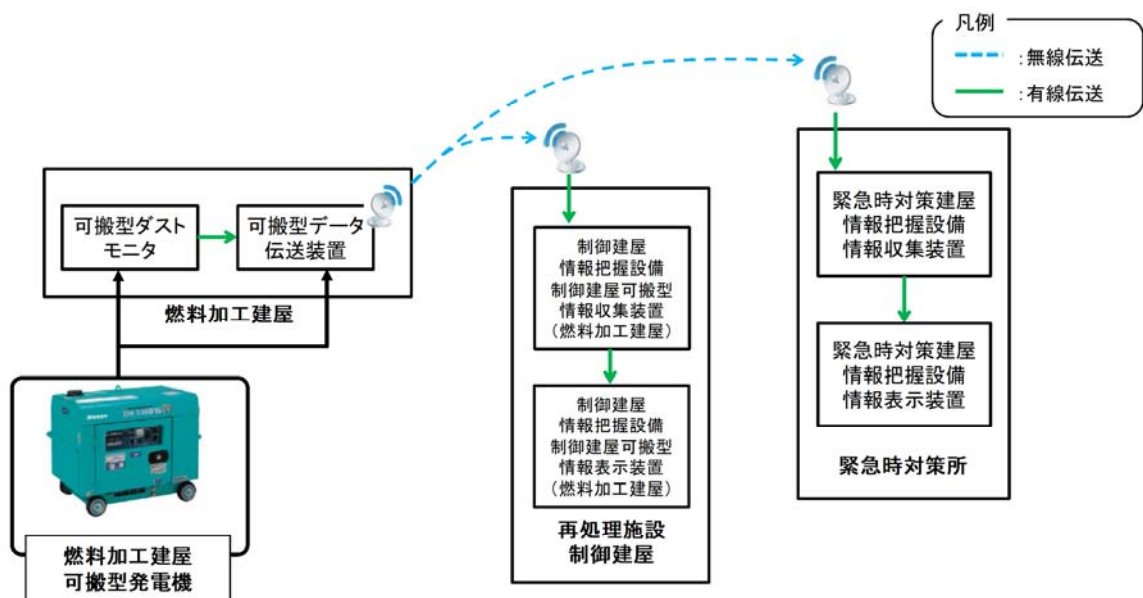 凡例
:無線伝送
:有線伝送
可搬型ダスト
モニタ
可搬型データ
伝送装置
燃料加工建屋
燃料加工建屋
可搬型発電機
制御建屋
情報把握設備
制御建屋可搬型
情報収集装置
(燃料加工建屋)
制御建屋
情報把握設備
制御建屋可搬型
情報表示装置
(燃料加工建屋)
再処理施設
制御建屋
緊急時対策建屋
情報把握設備
情報収集装置
緊急時対策建屋
情報把握設備
情報表示装置
緊急時対策所